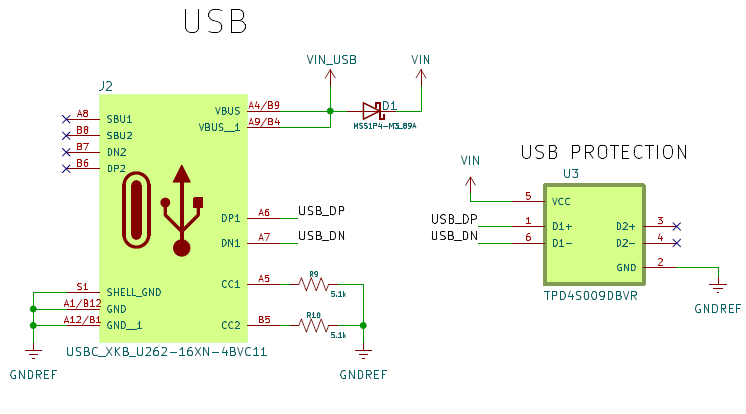 USB
VIN_USB
VIN
J2
A8 SBU1
B8 SBU2
B7 DN2
B6 DP2
VBUS A4/B9
VBUS__1 A9/B4
D1
MSS1P4-M3_89A
DP1 A6 USB_DP
DN1 A7 USB_DN
CC1 A5 R9
5.1k
CC2 B5 R10
5.1k
S1 SHELL_GND
A1/B12 GND
A12/B1 GND__1
USBC_XKB_U262-16XN-4BVC11
GNDREF
GNDREF
USB PROTECTION
VIN
U3
5 VCC
USB_DP 1 D1+
USB_DN 6 D1-
D2+ 3
D2- 4
GND 2
TPD4S009DBVR
GNDREF